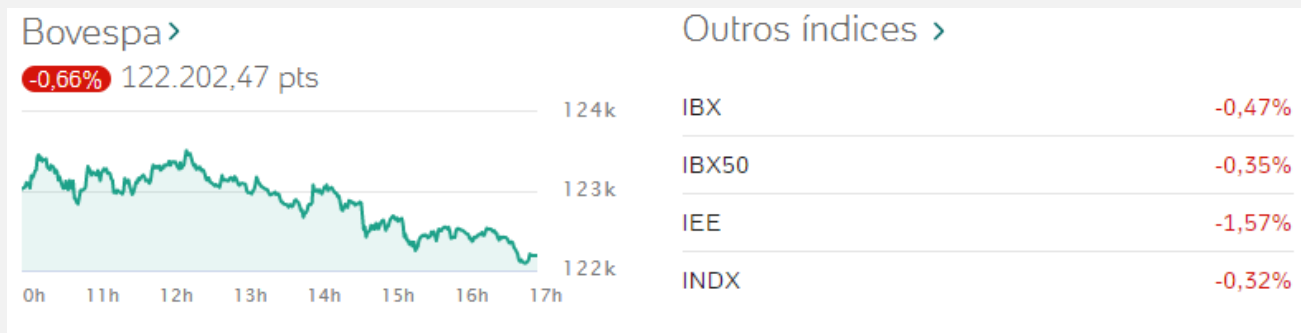 Bovespa >
-0,66% 122.202,47 pts
124k
123k
122k
0h 11h 12h 13h 14h 15h 16h 17h
Outros índices >
IBX -0,47%
IBX50 -0,35%
IEE -1,57%
INDX -0,32%